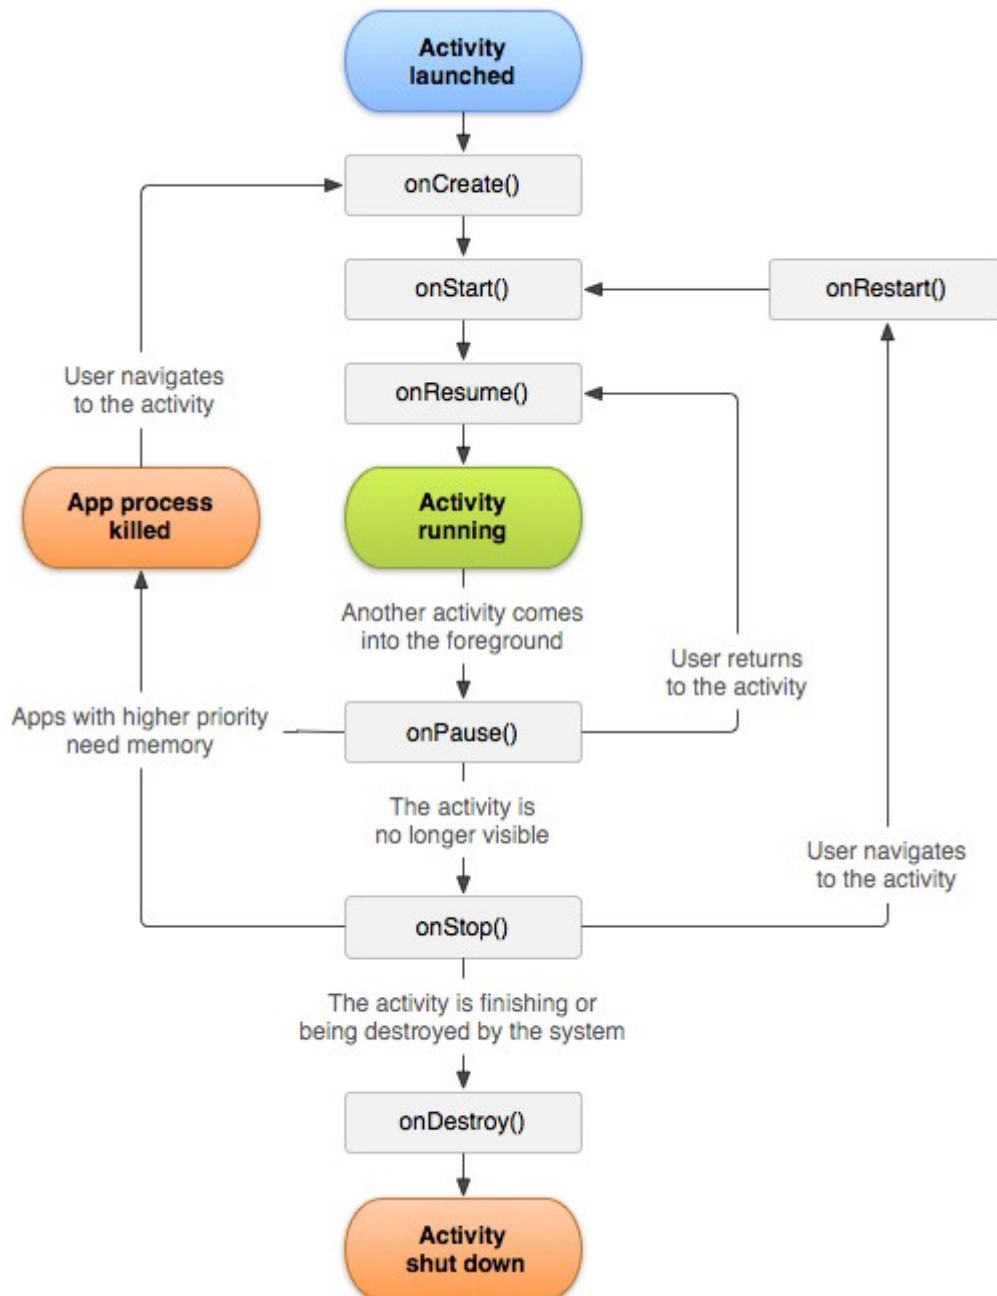 Activity
launched
onCreate()
onStart()
onRestart()
onResume()
User navigates
to the activity
App process
killed
Activity
running
Another activity comes
into the foreground
User returns
to the activity
Apps with higher priority
need memory
onPause()
The activity is
no longer visible
User navigates
to the activity
onStop()
The activity is finishing or
being destroyed by the system
onDestroy()
Activity
shut down